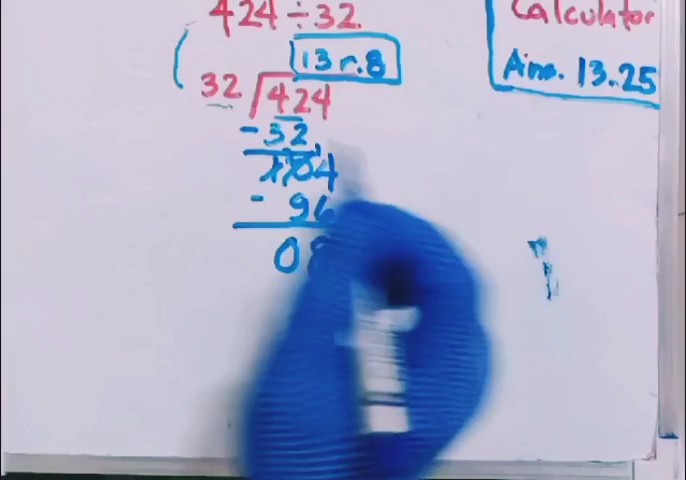 424÷32
13 r.8
32 424
- 32
104
- 96
08
Calculator
Ans. 13.25